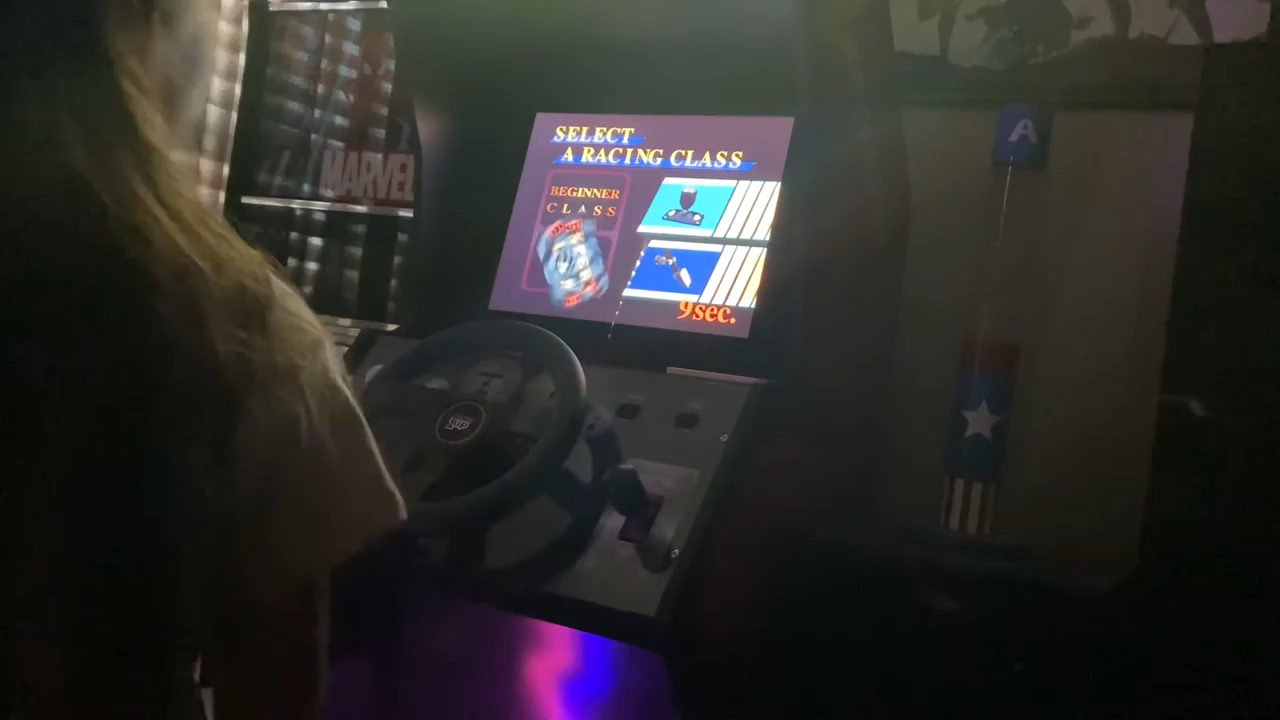 MARVEL
SELECT
A RACING CLASS
BEGINNER
CLASS
9sec.
A